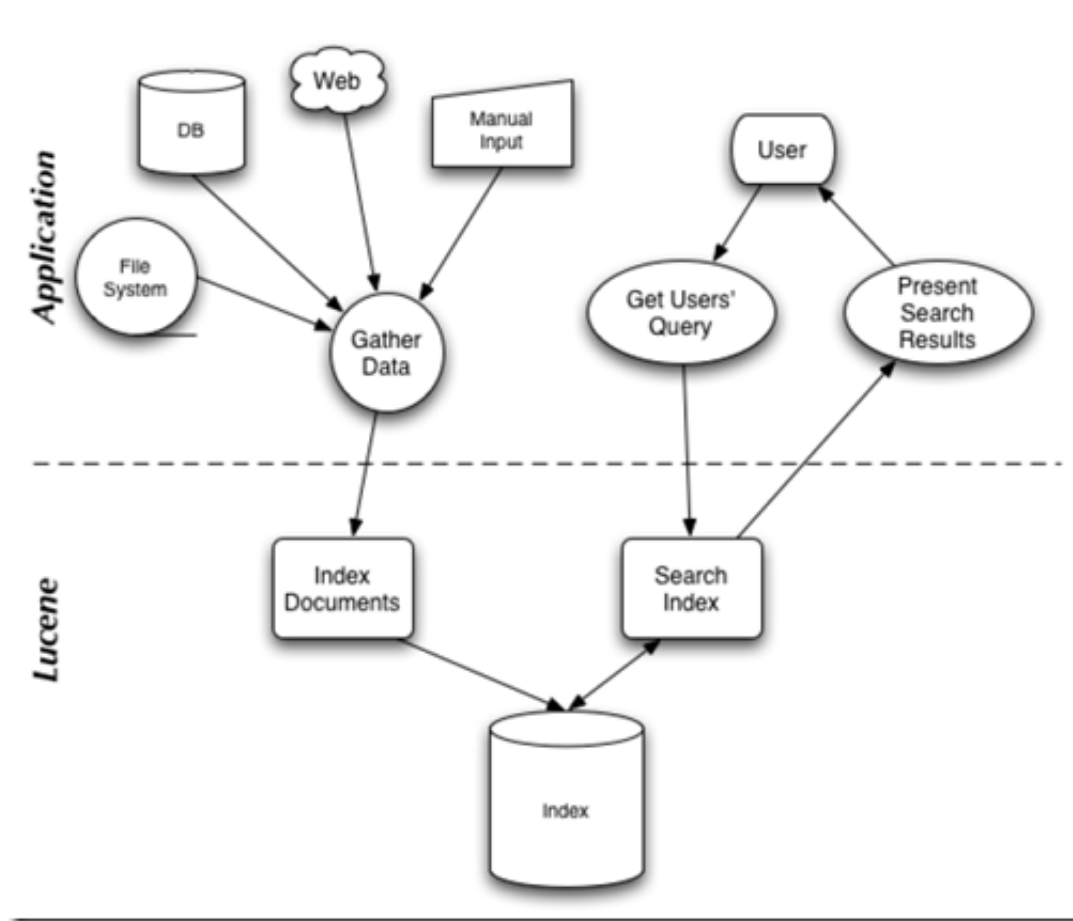 Application
DB
Web
Manual
Input
User
File
System
Gather
Data
Get Users'
Query
Present
Search
Results
Lucene
Index
Documents
Search
Index
Index